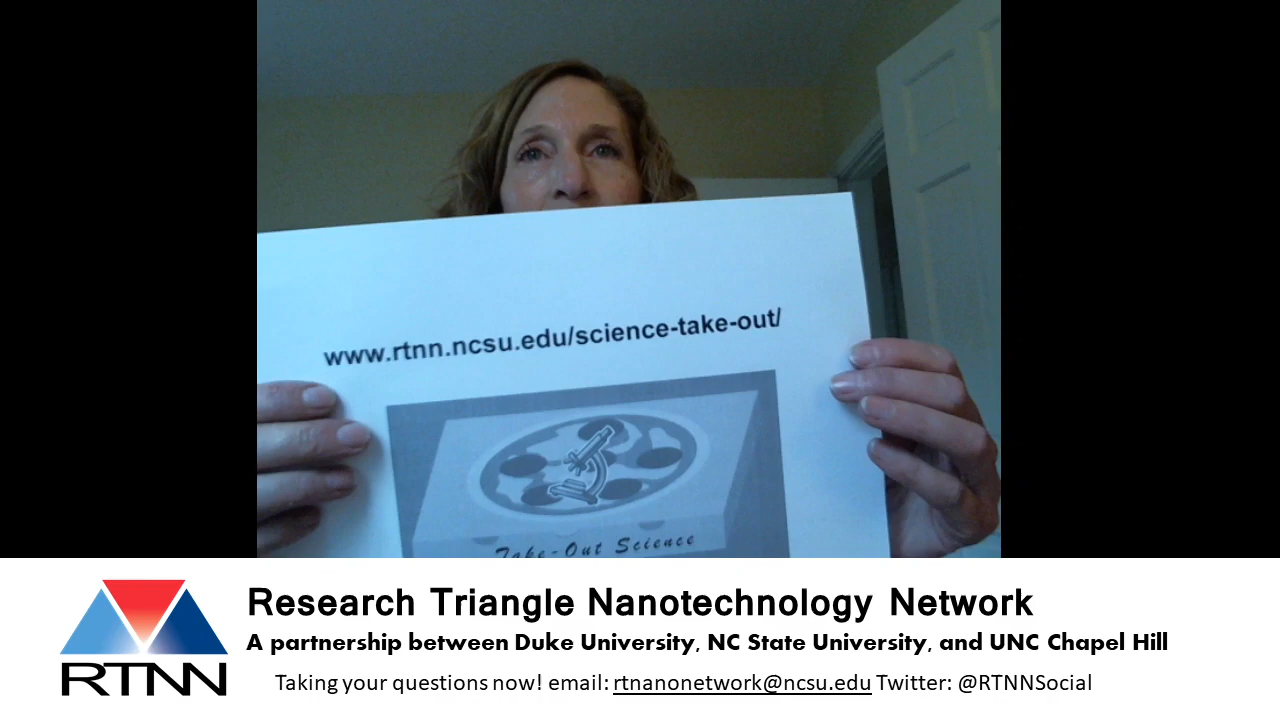 www.rtnn.ncsu.edu/science-take-out/
Take-Out Science
RTNN
Research Triangle Nanotechnology Network
A partnership between Duke University, NC State University, and UNC Chapel Hill
Taking your questions now! email: rtnanonetwork@ncsu.edu Twitter: @RTNNSocial